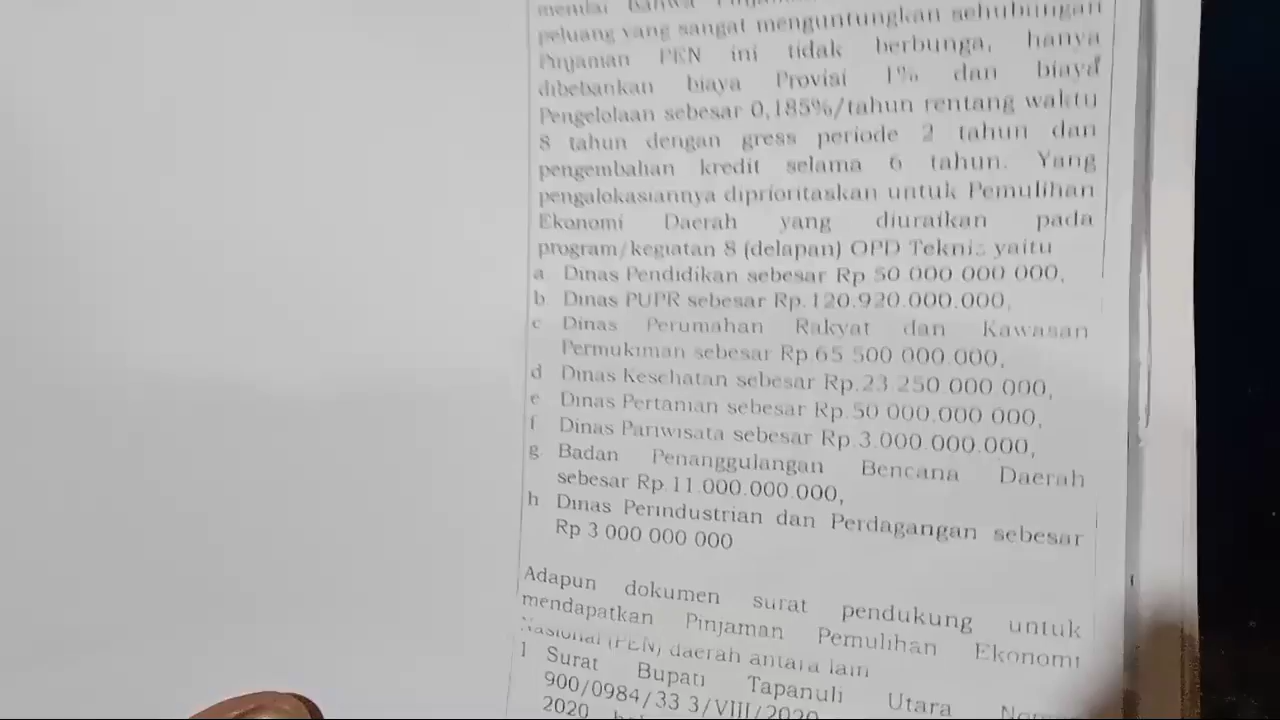 peluang yang sangat menguntungkan sehubungan
Pinjaman PEN ini tidak berbunga, hanya
dibebankan biaya Provisi 1% dan biaya
Pengelolaan sebesar 0,185%/tahun rentang waktu
8 tahun dengan gress periode 2 tahun dan
pengembahan kredit selama 6 tahun. Yang
pengalokasiannya diprioritaskan untuk Pemulihan
Ekonomi Daerah yang diuraikan pada
program/kegiatan 8 (delapan) OPD Teknis yaitu
a Dinas Pendidikan sebesar Rp 50.000.000.000,
b Dinas PUPR sebesar Rp.120.920.000.000,
c Dinas Perumahan Rakyat dan Kawasan
Permukiman sebesar Rp.65.500.000.000,
d Dinas Kesehatan sebesar Rp.23.250.000.000,
e Dinas Pertanian sebesar Rp.50.000.000.000,
f Dinas Pariwisata sebesar Rp.3.000.000.000,
g Badan Penanggulangan Bencana Daerah
sebesar Rp.11.000.000.000,
h Dinas Perindustrian dan Perdagangan sebesar
Rp 3 000 000 000
Adapun dokumen surat pendukung untuk
mendapatkan Pinjaman Pemulihan Ekonomi
Nasional (PEN) daerah antara lain
1 Surat Bupati Tapanuli Utara
900/0984/33.3/VIII/2020
2020